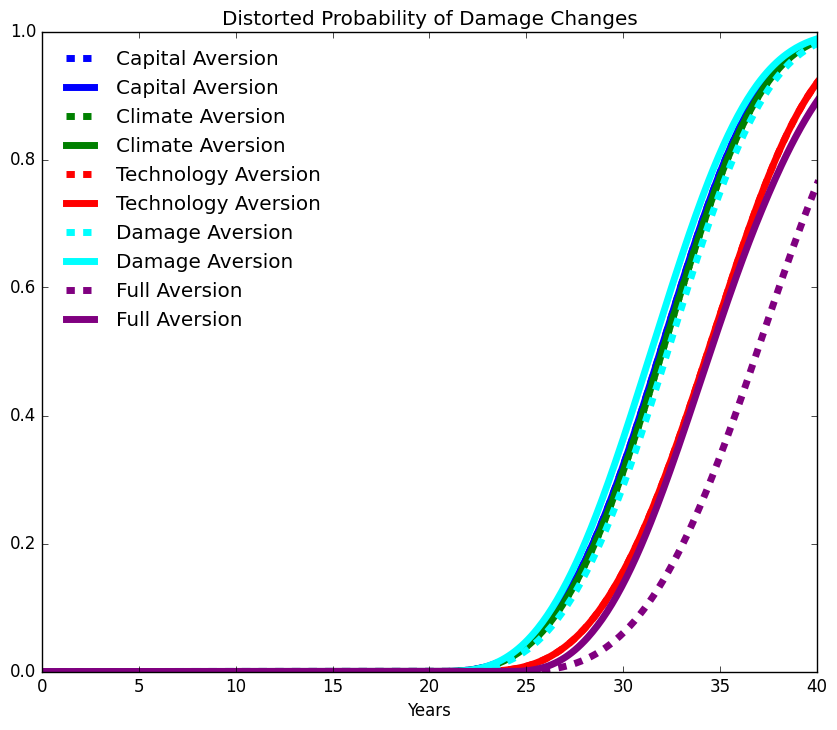 Distorted Probability of Damage Changes
1.0
0.8
0.6
0.4
0.2
0.0
Capital Aversion
Capital Aversion
Climate Aversion
Climate Aversion
Technology Aversion
Technology Aversion
Damage Aversion
Damage Aversion
Full Aversion
Full Aversion
0 5 10 15 20 25 30 35 40
Years